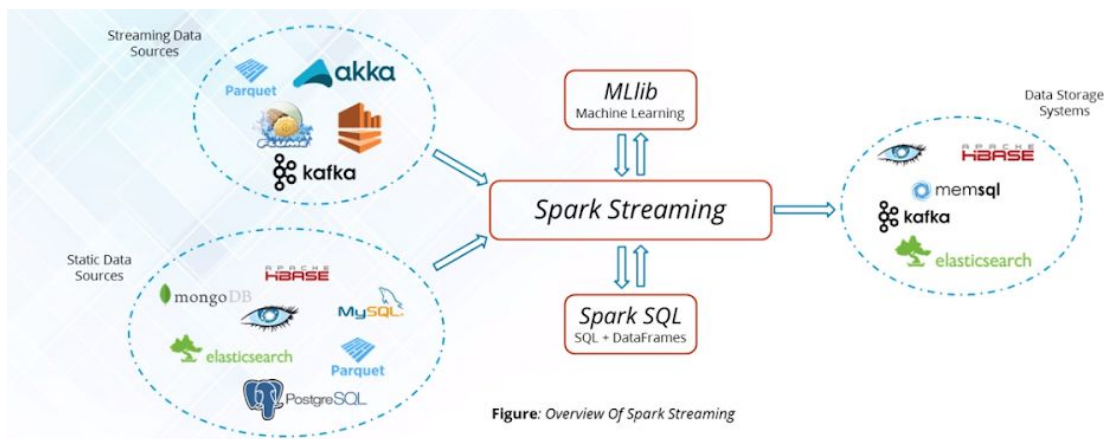 Streaming Data
Sources
Parquet
akka
FLUME
kafka
Static Data
Sources
APACHE
HBASE
mongoDB
MySQL
elasticsearch
Parquet
PostgreSQL
MLlib
Machine Learning
Spark Streaming
Spark SQL
SQL + DataFrames
Data Storage
Systems
APACHE
HBASE
memsql
kafka
elasticsearch
Figure: Overview Of Spark Streaming